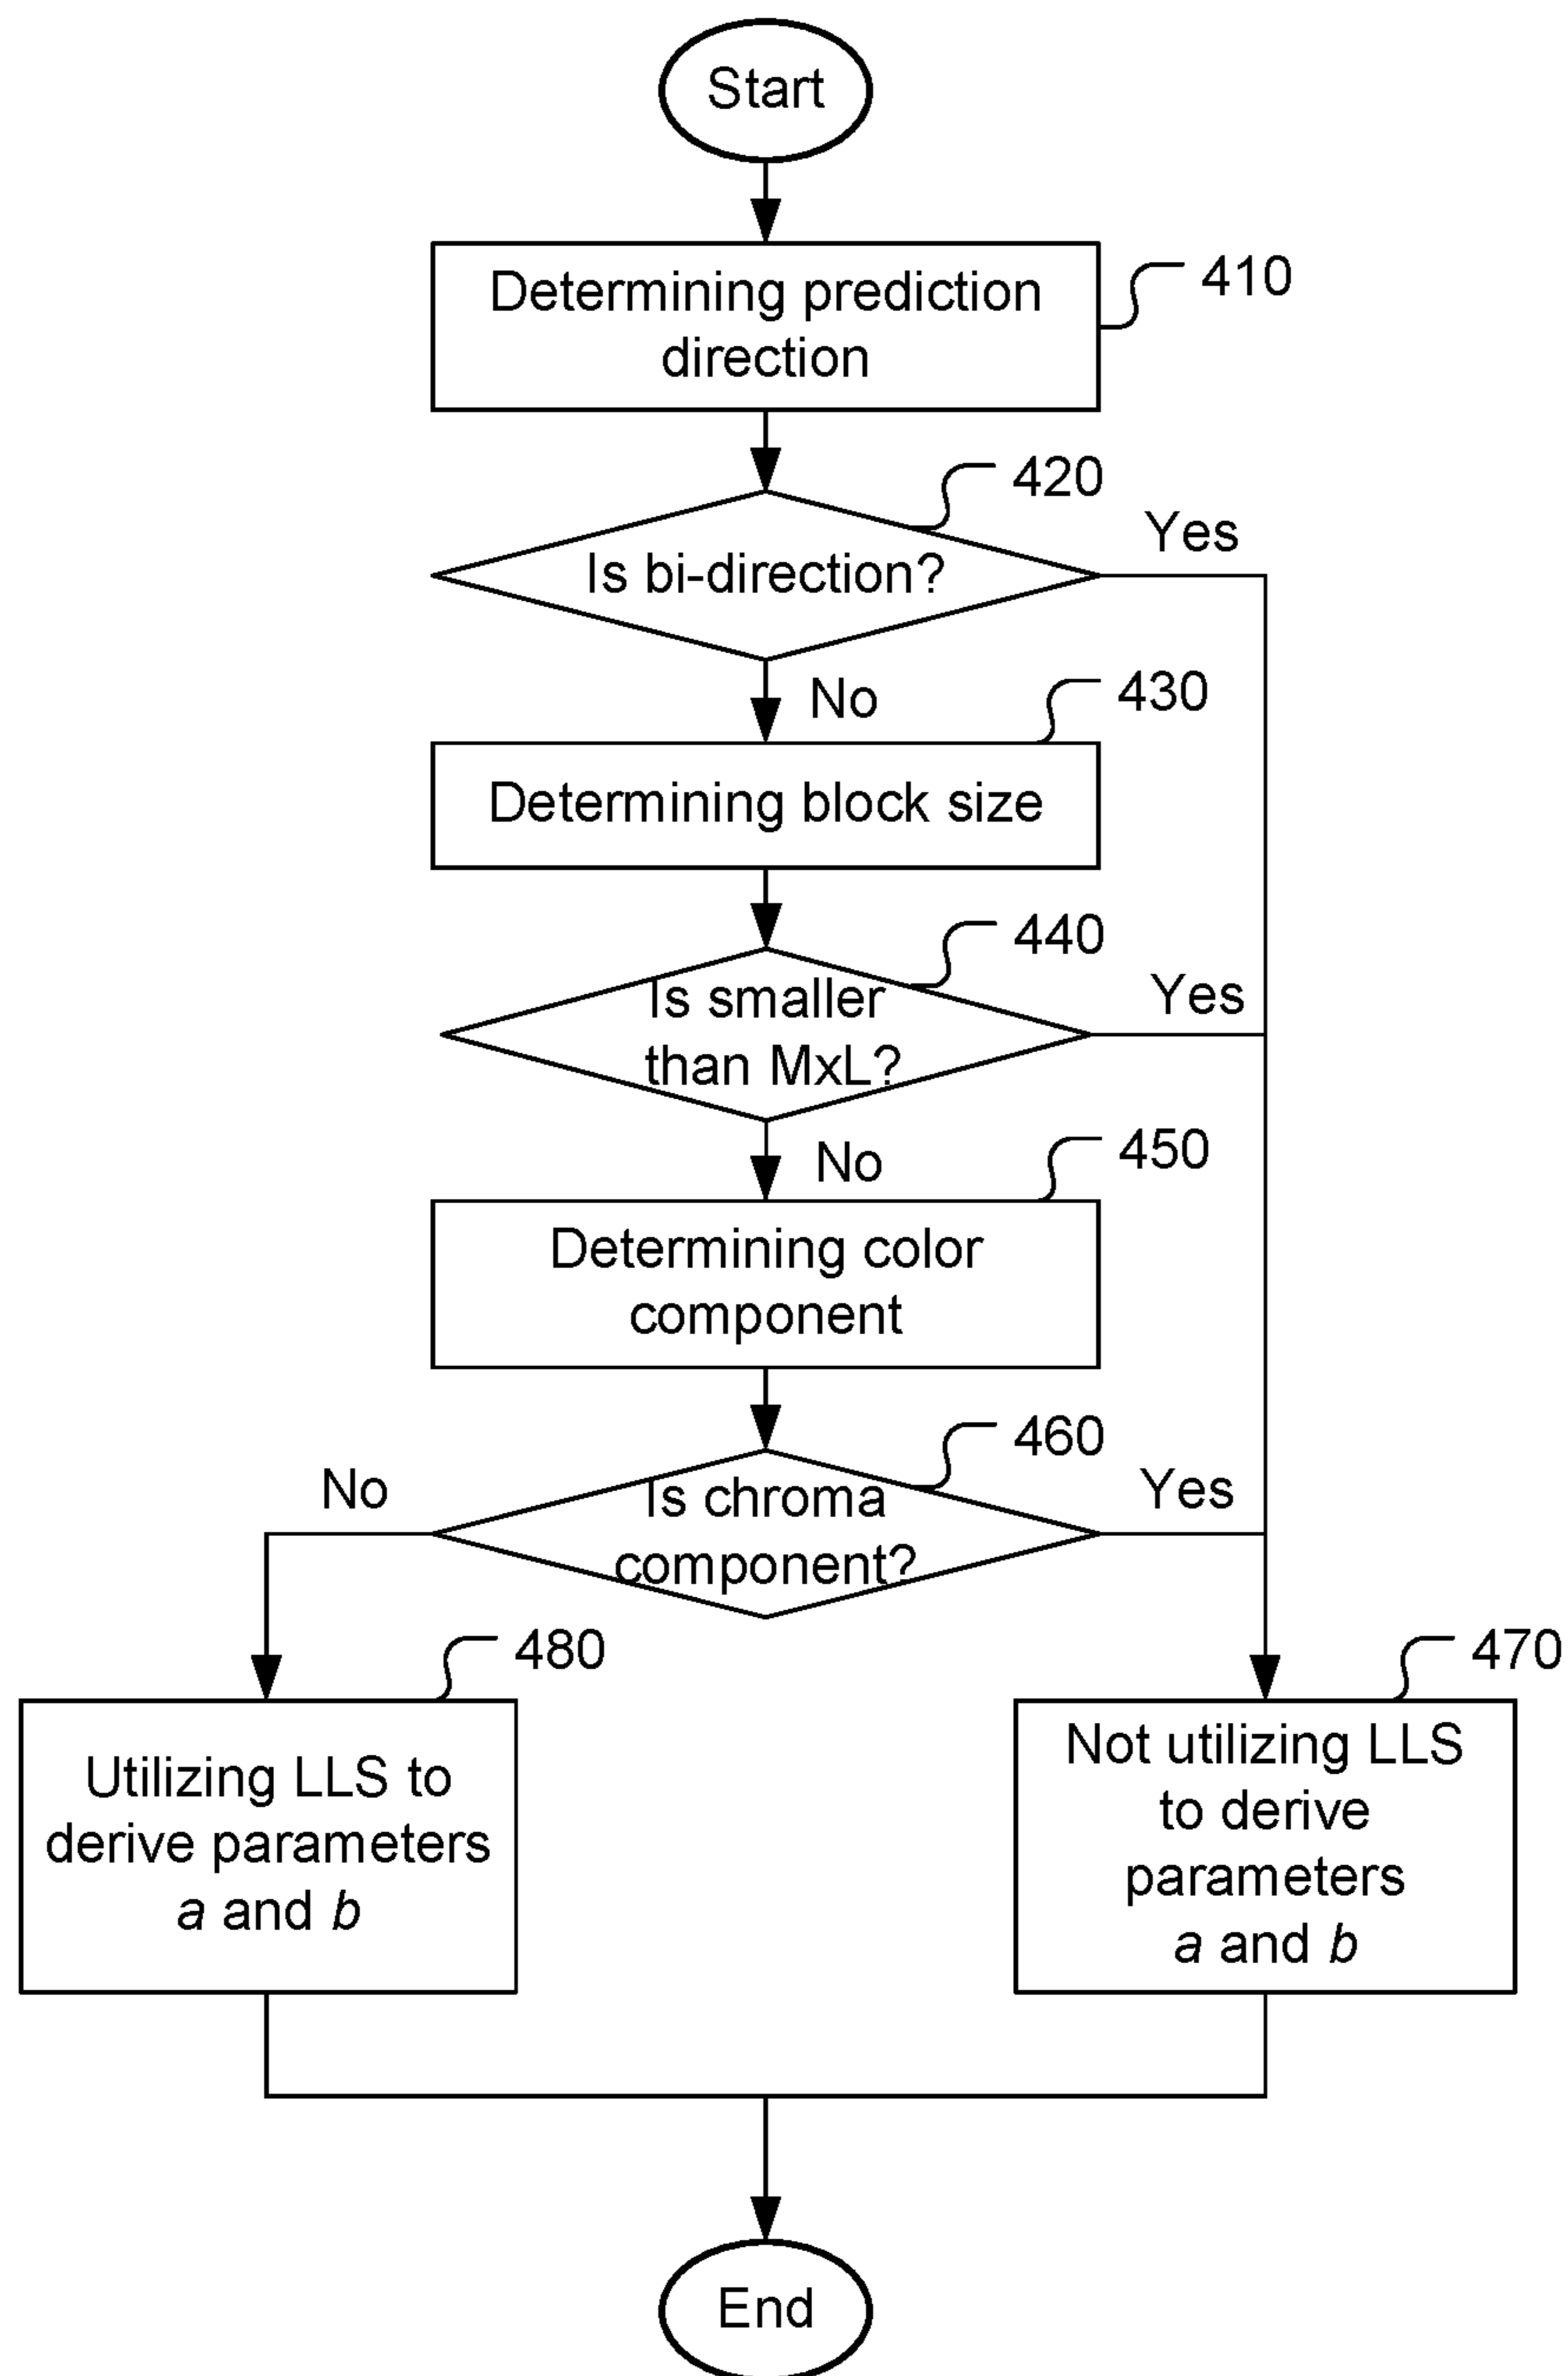 Start
Determining prediction
direction
410
420
Is bi-direction?
Yes
No
430
Determining block size
440
Is smaller
than MxL?
Yes
No
450
Determining color
component
460
No
Is chroma
component?
Yes
480
470
Utilizing LLS to
derive parameters
a and b
Not utilizing LLS
to derive
parameters
a and b
End